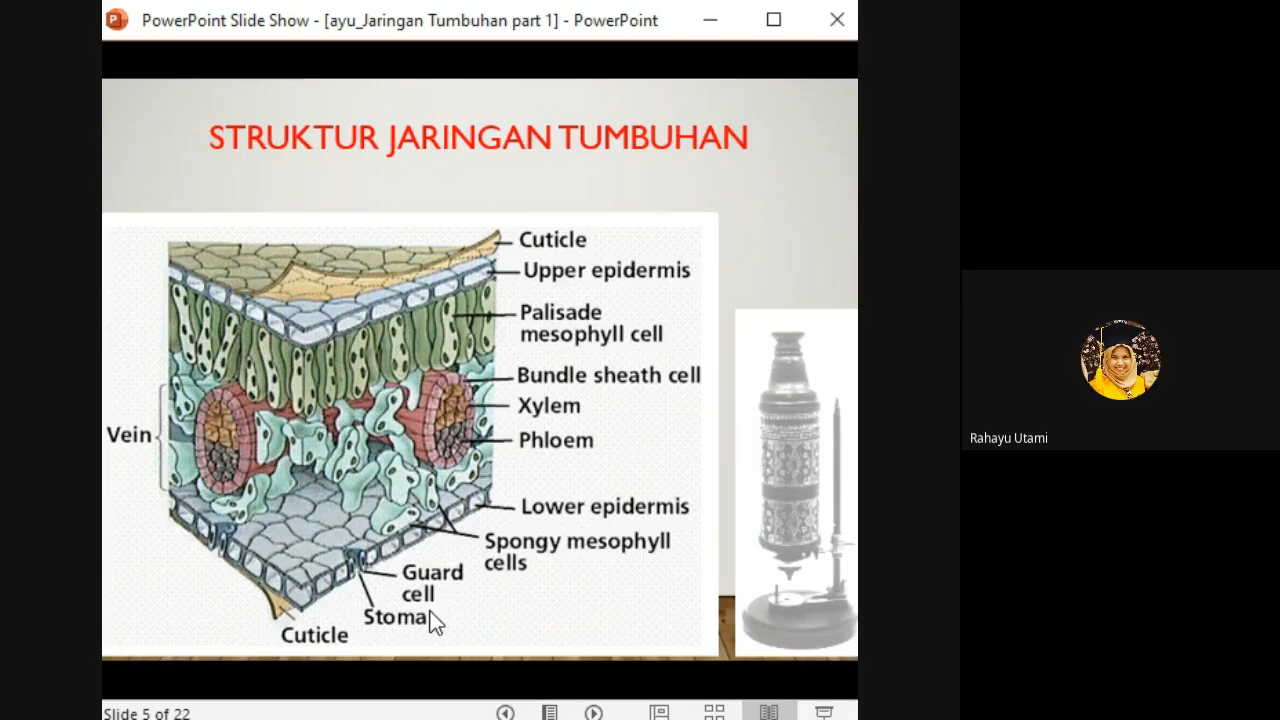 PowerPoint Slide Show - [ayu_Jaringan Tumbuhan part 1] - PowerPoint
STRUKTUR JARINGAN TUMBUHAN
Cuticle
Upper epidermis
Palisade
mesophyll cell
Bundle sheath cell
Xylem
Phloem
Vein
Lower epidermis
Spongy mesophyll
cells
Guard
cell
Stoma
Cuticle
Rahayu Utami
Slide 5 of 22